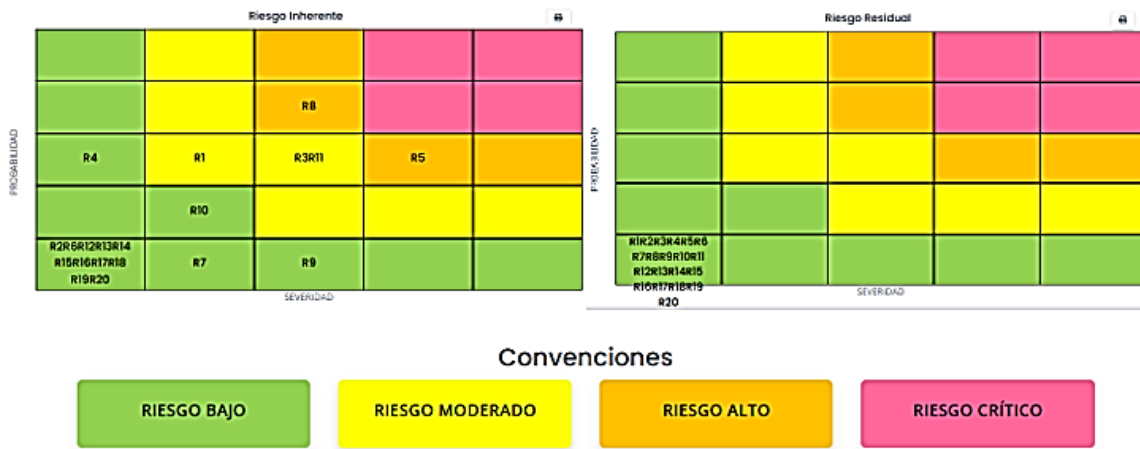 Riesgo Inherente
PROBABILIDAD
R8
R4
R1
R3R11
R5
R10
R2R6R12R13R14
R15R16R17R18
R19R20
R7
R9
SEVERIDAD
Riesgo Residual
PROBABILIDAD
R1R2R3R4R5R6
R7R8R9R10R11
R12R13R14R15
R16R17R18R19
R20
SEVERIDAD
Convenciones
RIESGO BAJO
RIESGO MODERADO
RIESGO ALTO
RIESGO CRÍTICO